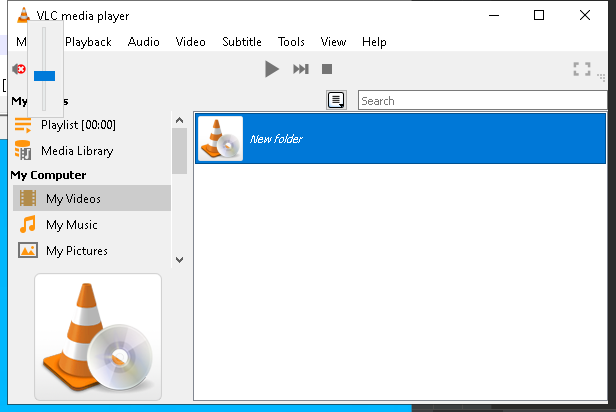 VLC media player
M Playback Audio Video Subtitle Tools View Help
Search
My s
Playlist [00:00]
Media Library
My Computer
My Videos
My Music
My Pictures
New folder